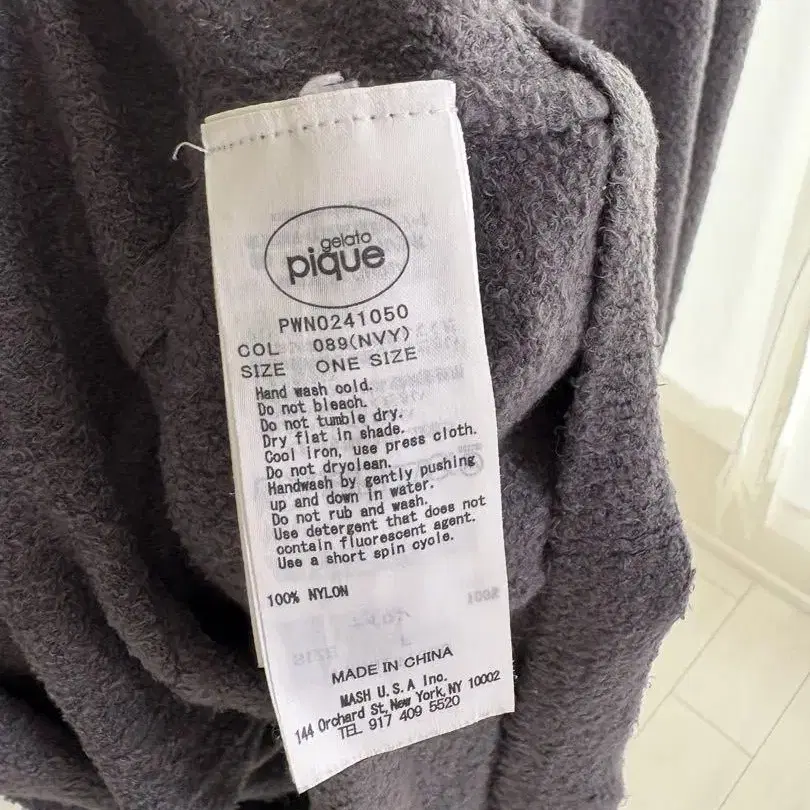 gelato
pique
PWNO241050
COL 089(NVY)
SIZE ONE SIZE
Hand wash cold.
Do not bleach.
Do not tumble dry.
Dry flat in shade.
Cool iron, use press cloth.
Do not dryclean.
Handwash by gently pushing
up and down in water.
Do not rub and wash.
Use detergent that does not
contain fluorescent agent.
Use a short spin cycle.
100% NYLON
MADE IN CHINA
MASH U.S.A Inc.
144 Orchard St, New York, NY 10002
TEL 917 409 5520